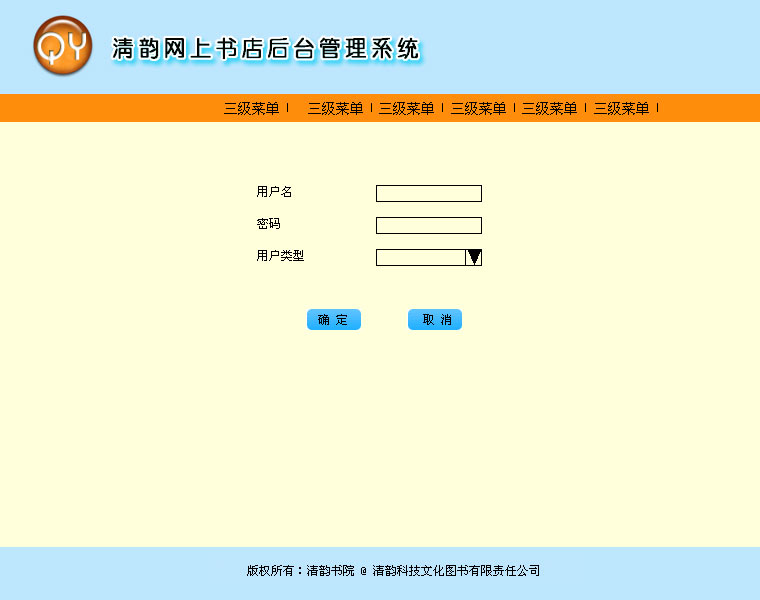 QY 清韵网上书店后台管理系统
三级菜单 | 三级菜单 | 三级菜单 | 三级菜单 | 三级菜单 | 三级菜单 |
用户名
密码
用户类型
确 定 取 消
版权所有：清韵书院 @ 清韵科技文化图书有限责任公司